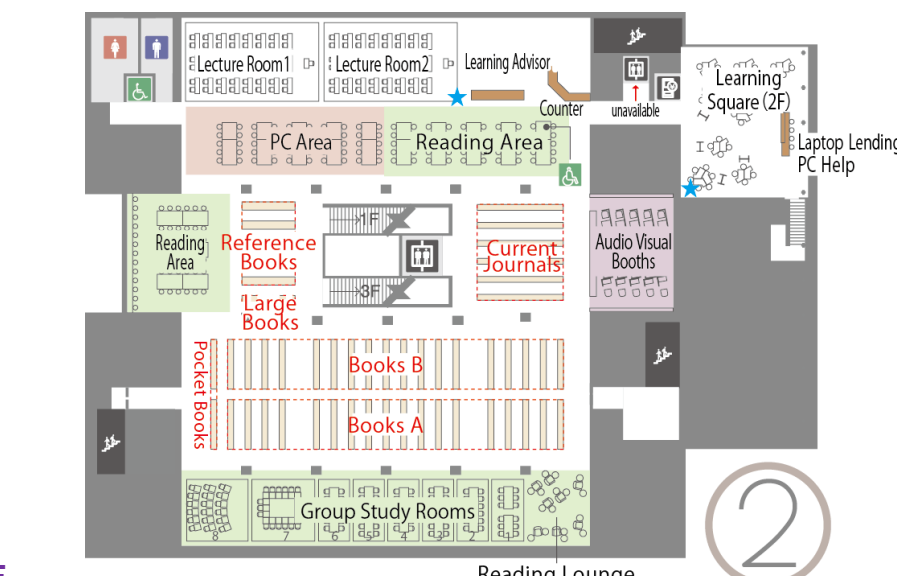 Lecture Room1
Lecture Room2
Learning Advisor
Counter
unavailable
Learning
Square (2F)
Laptop Lending
PC Help
PC Area
Reading Area
Reading
Area
Reference
Books
Large
Books
1F
3F
Current
Journals
Audio Visual
Booths
Pocket Books
Books B
Books A
Group Study Rooms
8
7
6
5
4
3
2
1
Reading Lounge
2